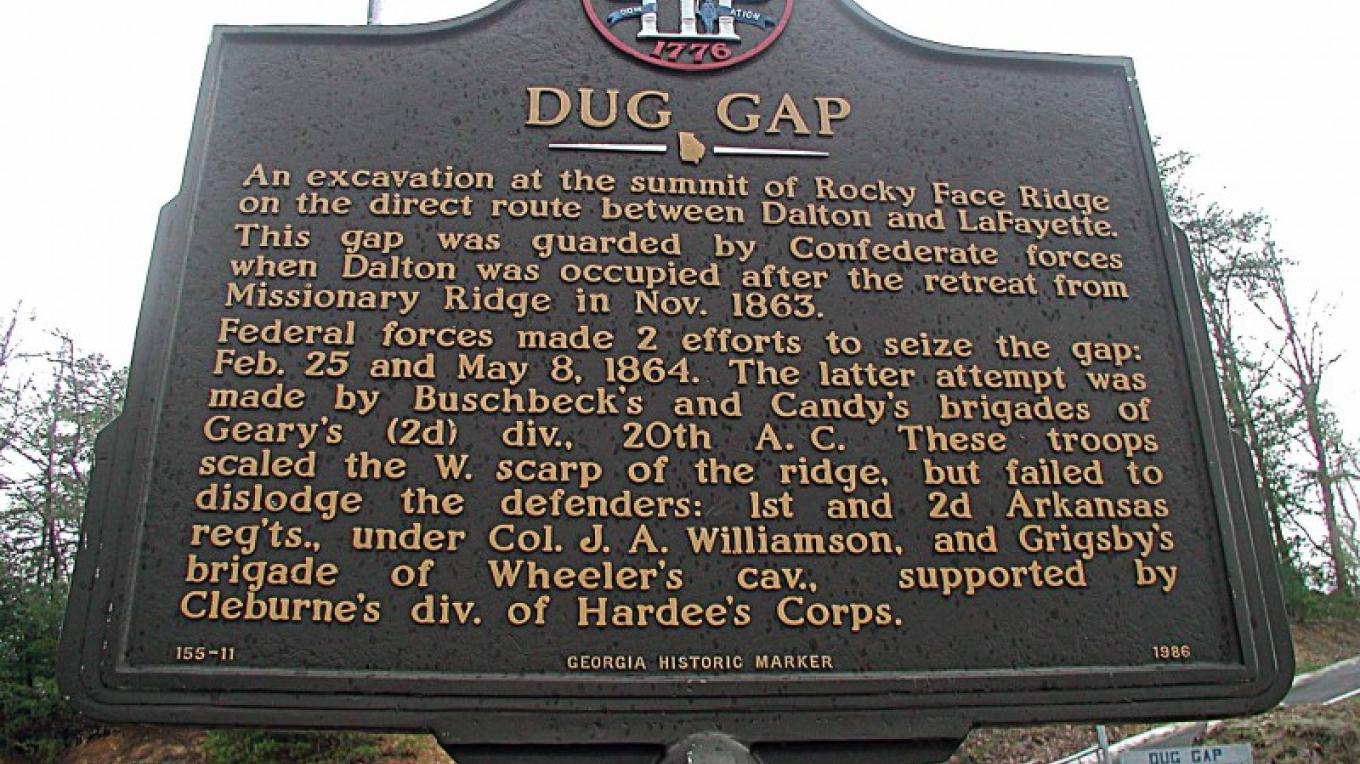 1776
DUG GAP
An excavation at the summit of Rocky Face Ridge
on the direct route between Dalton and LaFayette.
This gap was guarded by Confederate forces
when Dalton was occupied after the retreat from
Missionary Ridge in Nov. 1863.
Federal forces made 2 efforts to seize the gap:
Feb. 25 and May 8, 1864. The latter attempt was
made by Buschbeck's and Candy's brigades of
Geary's (2d) div., 20th A. C. These troops
scaled the W. scarp of the ridge, but failed to
dislodge the defenders: 1st and 2d Arkansas
reg'ts., under Col. J. A. Williamson, and Grigsby's
brigade of Wheeler's cav., supported by
Cleburne's div. of Hardee's Corps.
155-11 GEORGIA HISTORIC MARKER 1986
DUG GAP